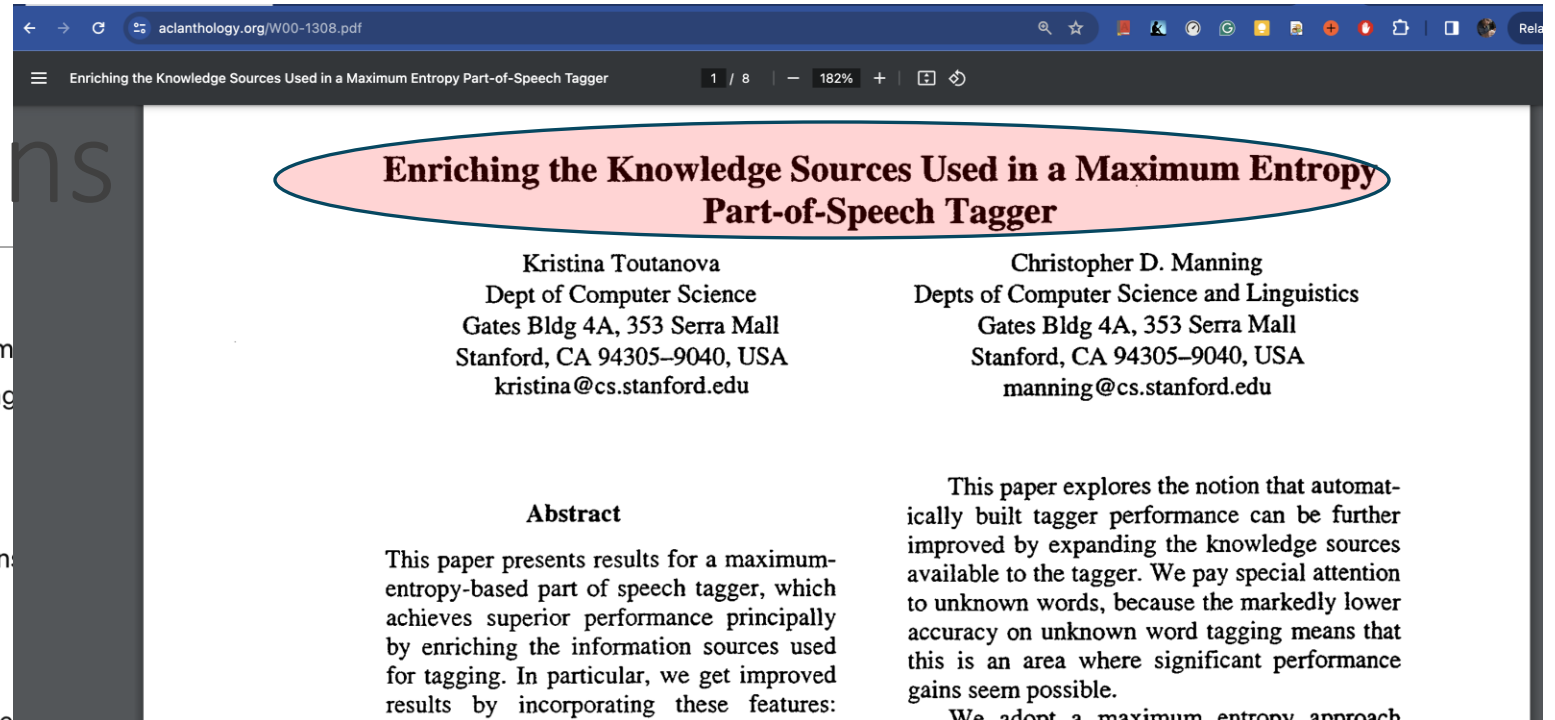 aclanthology.org/W00-1308.pdf
Rela
Enriching the Knowledge Sources Used in a Maximum Entropy Part-of-Speech Tagger
1 / 8
182%
ns
Enriching the Knowledge Sources Used in a Maximum Entropy
Part-of-Speech Tagger
Kristina Toutanova
Dept of Computer Science
Gates Bldg 4A, 353 Serra Mall
Stanford, CA 94305–9040, USA
kristina@cs.stanford.edu
Christopher D. Manning
Depts of Computer Science and Linguistics
Gates Bldg 4A, 353 Serra Mall
Stanford, CA 94305–9040, USA
manning@cs.stanford.edu
Abstract
This paper presents results for a maximum-
entropy-based part of speech tagger, which
achieves superior performance principally
by enriching the information sources used
for tagging. In particular, we get improved
results by incorporating these features:
This paper explores the notion that automat-
ically built tagger performance can be further
improved by expanding the knowledge sources
available to the tagger. We pay special attention
to unknown words, because the markedly lower
accuracy on unknown word tagging means that
this is an area where significant performance
gains seem possible.
We adopt a maximum entropy approach